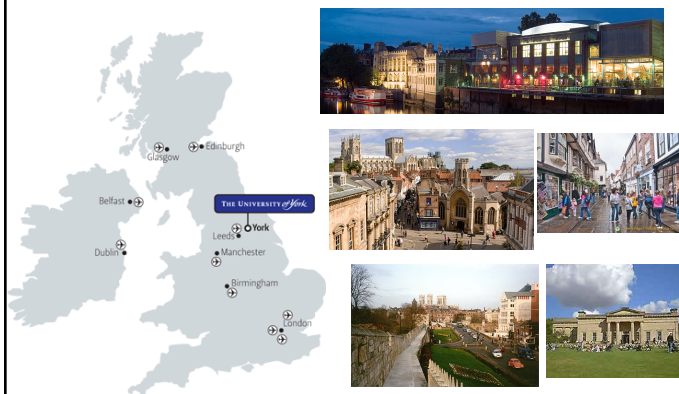 Edinburgh
Glasgow
Belfast
THE UNIVERSITY of York
York
Leeds
Dublin
Manchester
Birmingham
London